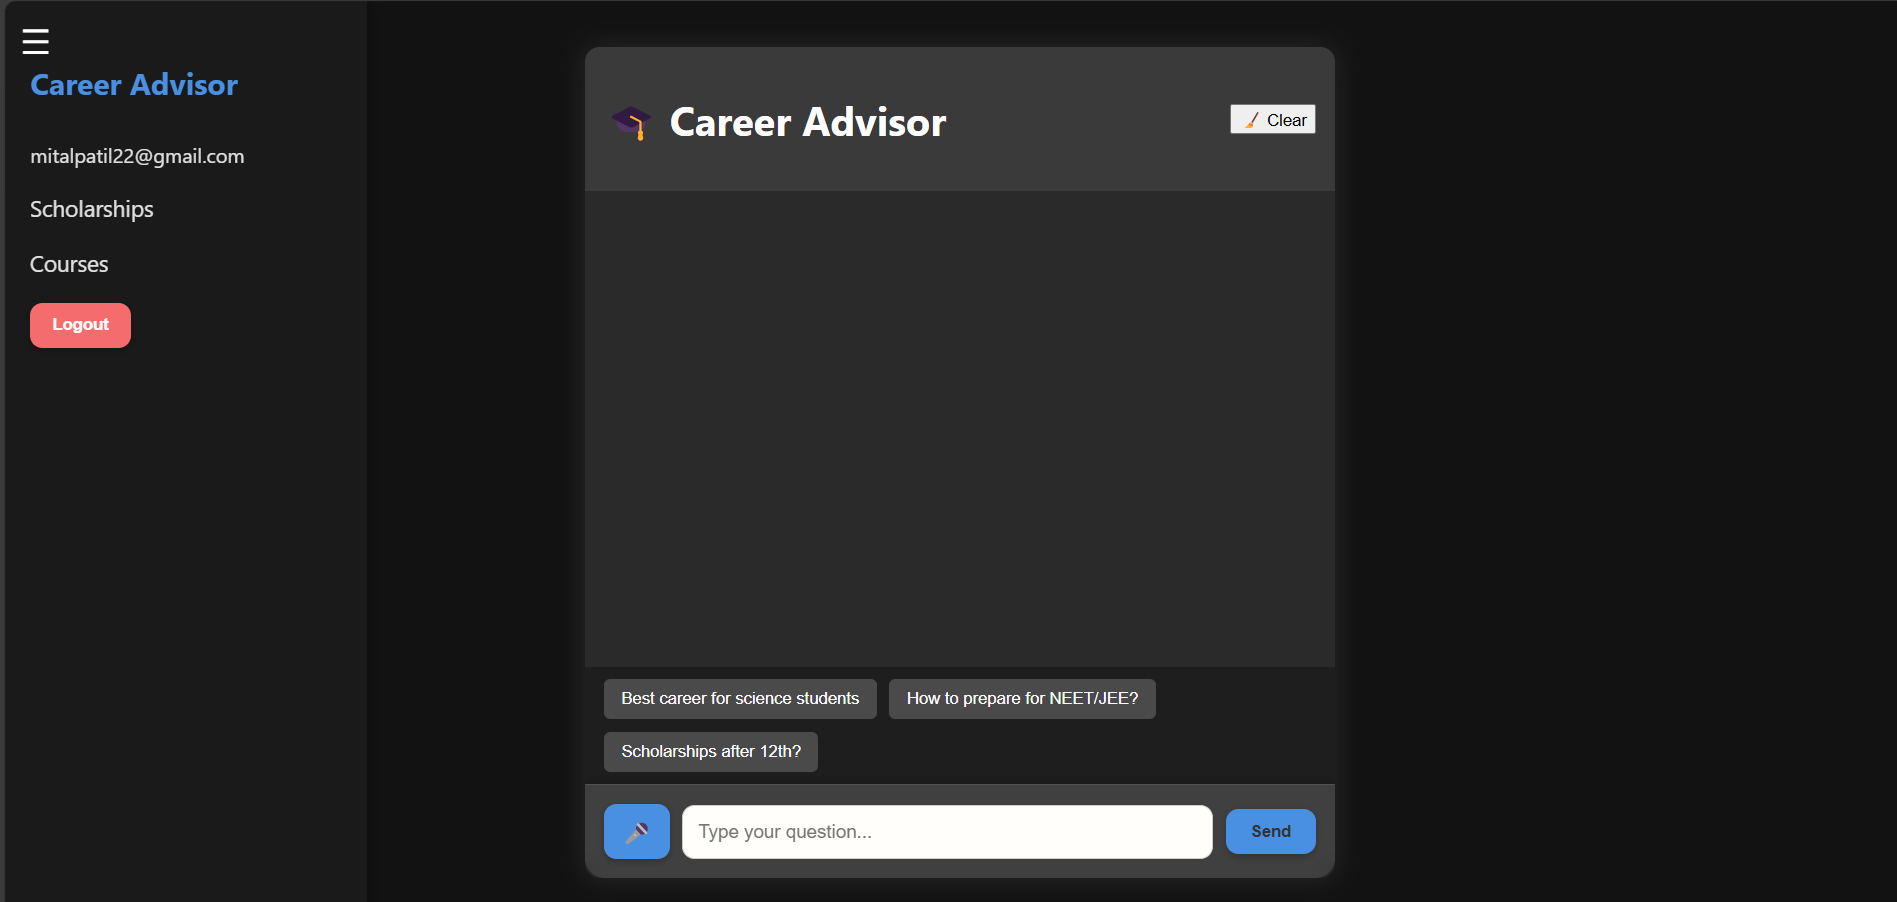 Career Advisor
mitalpatil22@gmail.com
Scholarships
Courses
Logout
Career Advisor
Clear
Best career for science students
How to prepare for NEET/JEE?
Scholarships after 12th?
Type your question...
Send